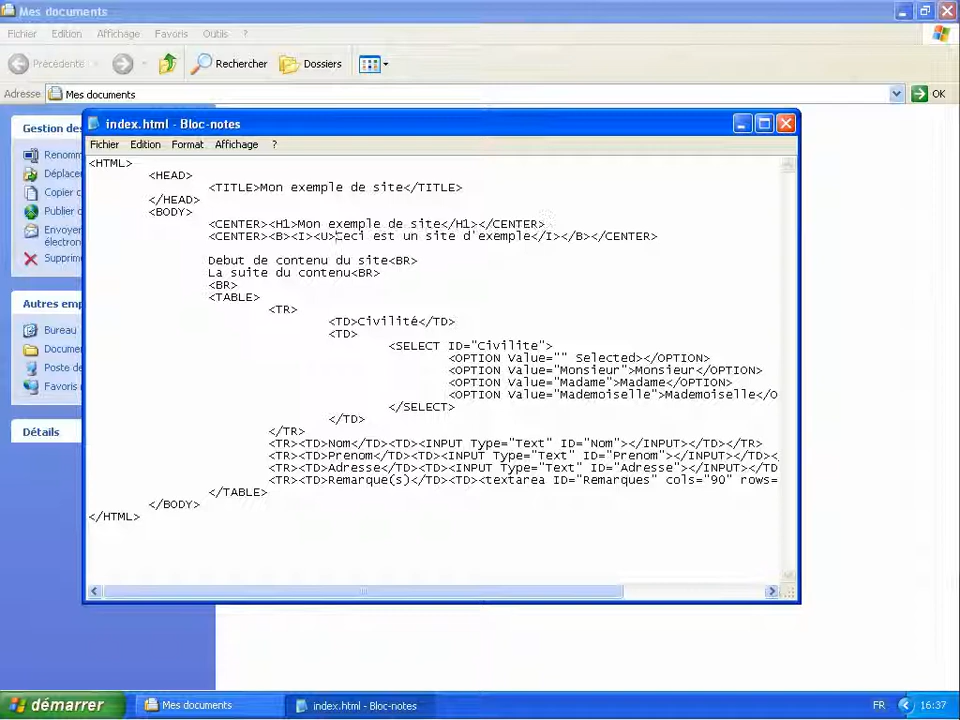 Mes documents
Fichier Edition Affichage Favoris Outils ?
Précédente Rechercher Dossiers
Adresse Mes documents OK
Gestion des
Renomm
Déplace
Copier c
Publier c
Envoyer
électronim
Supprim
Autres emp
Bureau
Documen
Poste de
Favoris r
Détails
index.html - Bloc-notes
Fichier Edition Format Affichage ?
<HTML>
<HEAD>
<TITLE>Mon exemple de site</TITLE>
</HEAD>
<BODY>
<CENTER><H1>Mon exemple de site</H1></CENTER>
<CENTER><B><I><U>Ceci est un site d'exemple</I></B></CENTER>
Debut de contenu du site<BR>
La suite du contenu<BR>
<BR>
<TABLE>
<TR>
<TD>Civilité</TD>
<TD>
<SELECT ID="Civilite">
<OPTION Value="" Selected></OPTION>
<OPTION Value="Monsieur">Monsieur</OPTION>
<OPTION Value="Madame">Madame</OPTION>
<OPTION Value="Mademoiselle">Mademoiselle</O
</SELECT>
</TD>
</TR>
<TR><TD>Nom</TD><TD><INPUT Type="Text" ID="Nom"></INPUT></TD></TR>
<TR><TD>Prenom</TD><TD><INPUT Type="Text" ID="Prenom"></INPUT></TD><
<TR><TD>Adresse</TD><TD><INPUT Type="Text" ID="Adresse"></INPUT></TD
<TR><TD>Remarque(s)</TD><TD><textarea ID="Remarques" cols="90" rows=
</TABLE>
</BODY>
</HTML>
démarrer Mes documents index.html - Bloc-notes FR 16:37